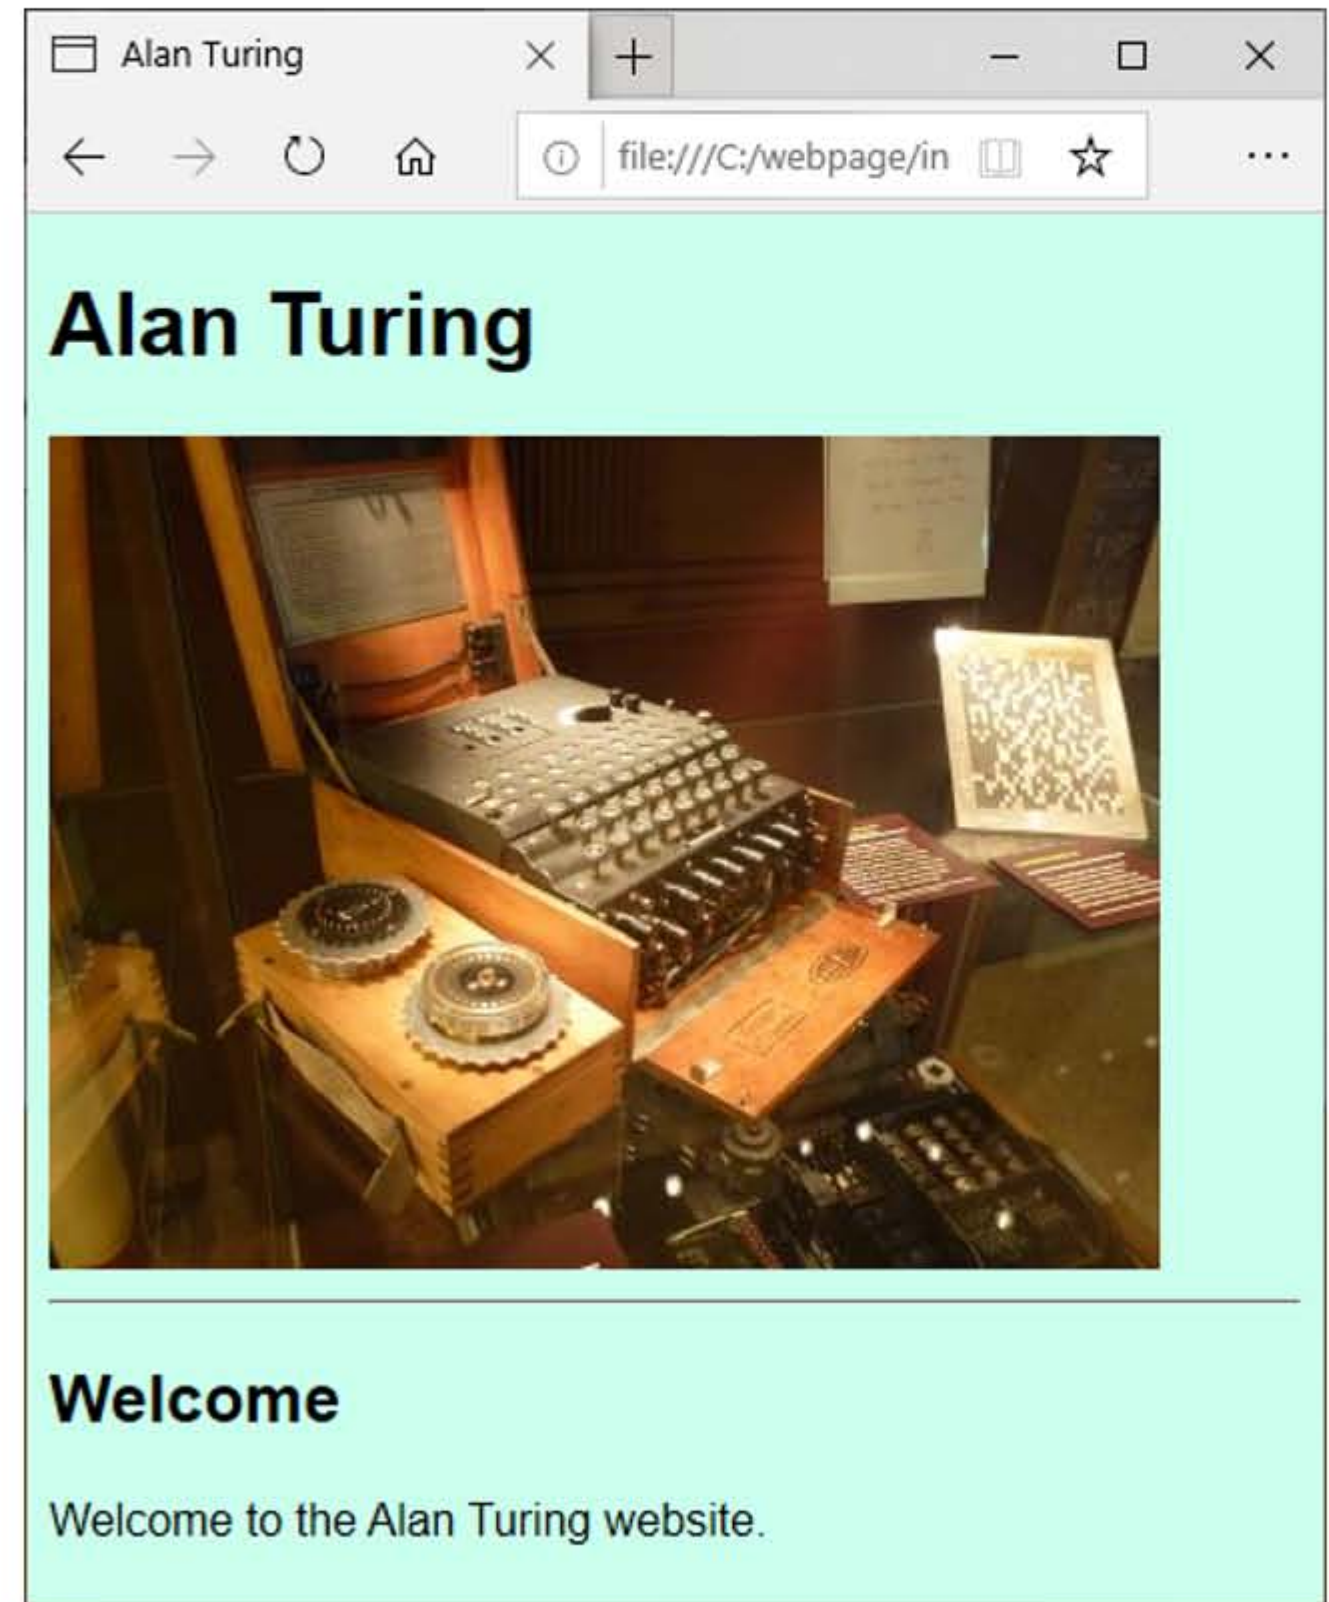 Alan Turing
file:///C:/webpage/in
Alan Turing
Welcome
Welcome to the Alan Turing website.